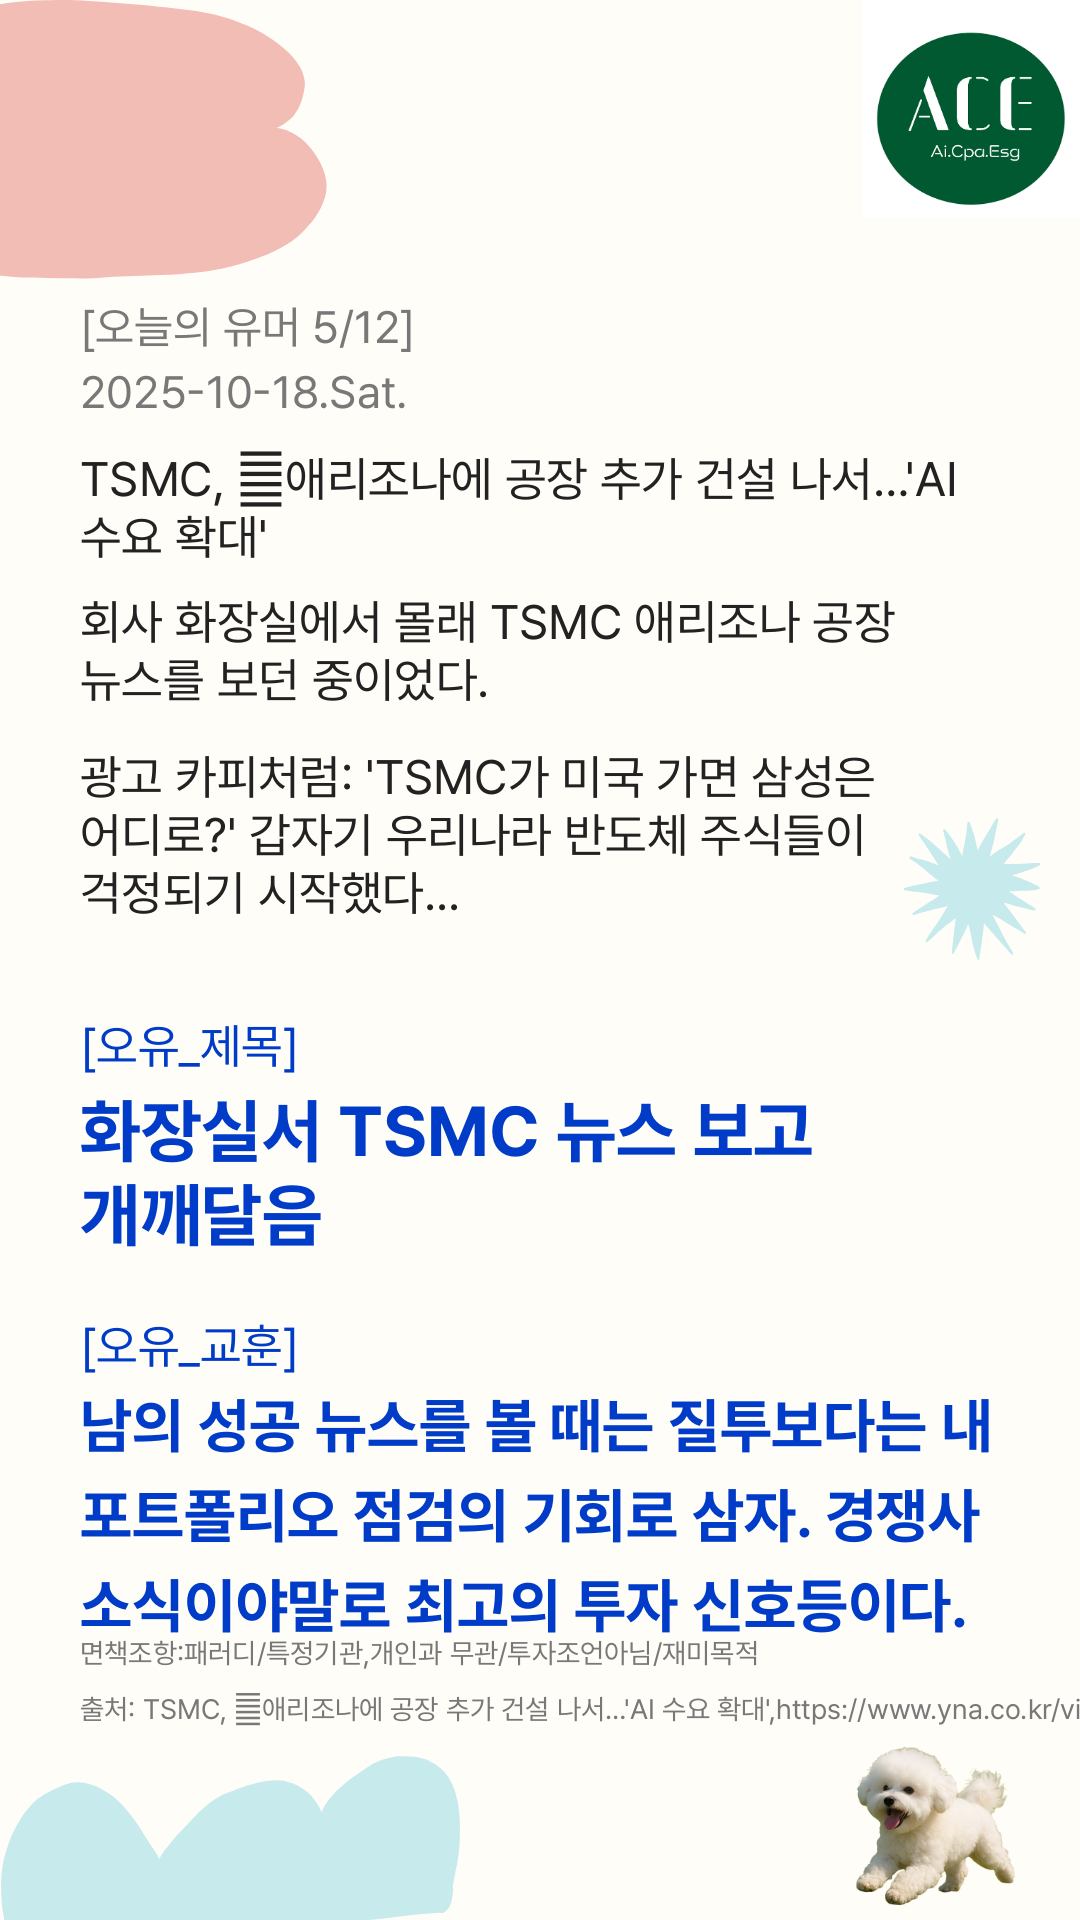 ACE
Ai.Cpa.Esg
[오늘의 유머 5/12]
2025-10-18.Sat.
TSMC, 애리조나에 공장 추가 건설 나서...'AI
수요 확대'
회사 화장실에서 몰래 TSMC 애리조나 공장
뉴스를 보던 중이었다.
광고 카피처럼: 'TSMC가 미국 가면 삼성은
어디로?' 갑자기 우리나라 반도체 주식들이
걱정되기 시작했다...
[오유_제목]
화장실서 TSMC 뉴스 보고
개깨달음
[오유_교훈]
남의 성공 뉴스를 볼 때는 질투보다는 내
포트폴리오 점검의 기회로 삼자. 경쟁사
소식이야말로 최고의 투자 신호등이다.
면책조항:패러디/특정기관,개인과 무관/투자조언아님/재미목적
출처: TSMC, 애리조나에 공장 추가 건설 나서...'AI 수요 확대',https://www.yna.co.kr/vi